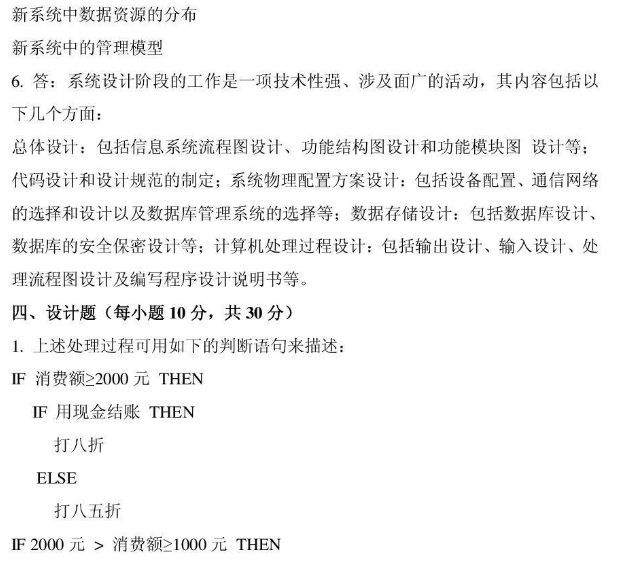 新系统中数据资源的分布
新系统中的管理模型
6. 答：系统设计阶段的工作是一项技术性强、涉及面广的活动，其内容包括以
下几个方面：
总体设计：包括信息系统流程图设计、功能结构图设计和功能模块图 设计等；
代码设计和设计规范的制定；系统物理配置方案设计：包括设备配置、通信网络
的选择和设计以及数据库管理系统的选择等；数据存储设计：包括数据库设计、
数据库的安全保密设计等；计算机处理过程设计：包括输出设计、输入设计、处
理流程图设计及编写程序设计说明书等。
四、设计题（每小题 10 分，共 30 分）
1. 上述处理过程可用如下的判断语句来描述：
IF 消费额≥2000 元 THEN
IF 用现金结账 THEN
打八折
ELSE
打八五折
IF 2000 元 > 消费额≥1000 元 THEN